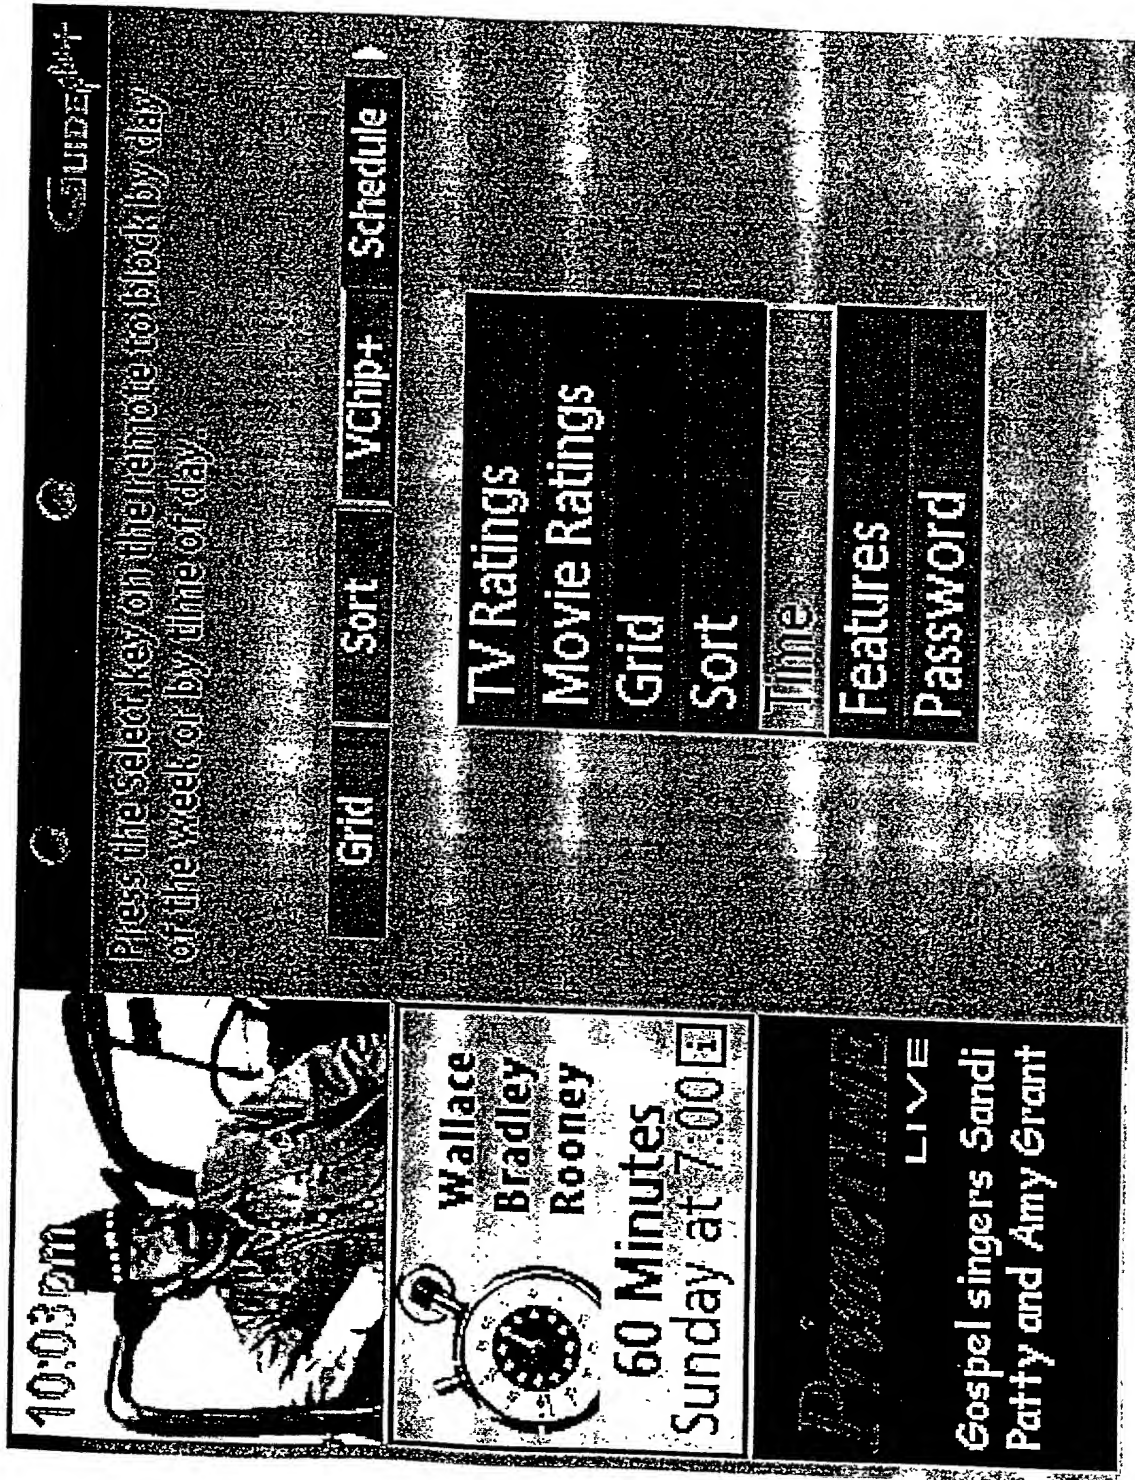 10:03pm
GUIDE
Press the select key on the remote to block by day
of the week or by time of day
Grid
Sort
VChip+
Schedule
TV Ratings
Movie Ratings
Grid
Sort
Time
Features
Password
Wallace
Bradley
Rooney
60 Minutes
Sunday at 7:00 i
PrimeTime
LIVE
Gospel singers Sandi
Patty and Amy Grant